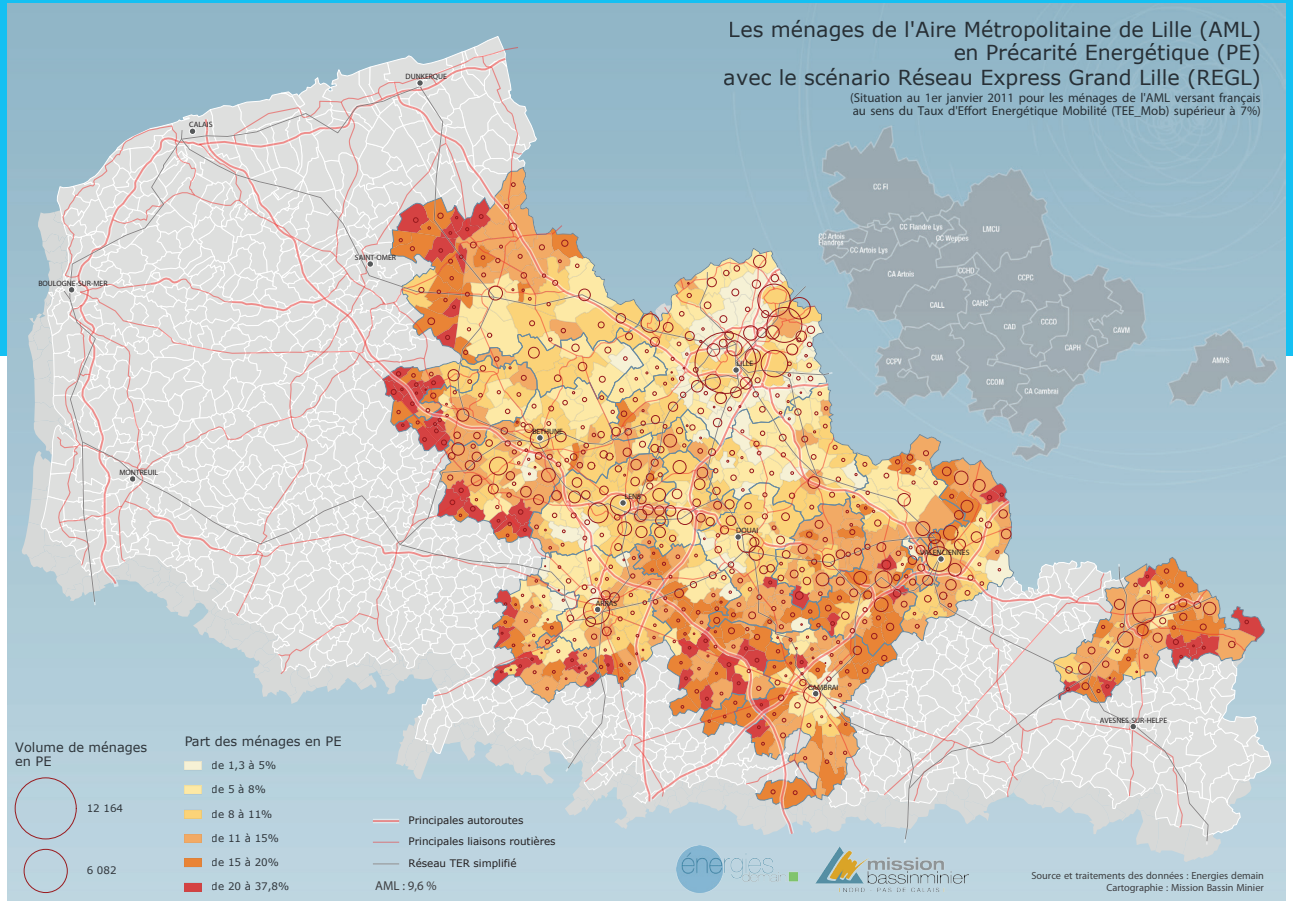 Les ménages de l'Aire Métropolitaine de Lille (AML)
en Précarité Energétique (PE)
avec le scénario Réseau Express Grand Lille (REGL)
(Situation au 1er janvier 2011 pour les ménages de l'AML versant français
au sens du Taux d'Effort Energétique Mobilité (TEE_Mob) supérieur à 7%)
DUNKERQUE
CALAIS
SAINT-OMER
BOULOGNE-SUR-MER
MONTREUIL
LILLE
BETHUNE
LENS
DOUAI
VALENCIENNES
ARRAS
CAMBRAI
AVESNES-SUR-HELPE
CC FI
CC Flandre Lys
LMCU
CC Artois
Flandres
CC Weppes
CC Artois Lys
CA Artois
CCHD
CCPC
CALL
CAHC
CAD
CCCO
CAVM
CAPH
CCPV
CUA
CCOM
CA Cambrai
AMVS
Volume de ménages
en PE
12 164
6 082
Part des ménages en PE
de 1,3 à 5%
de 5 à 8%
de 8 à 11%
de 11 à 15%
de 15 à 20%
de 20 à 37,8%
Principales autoroutes
Principales liaisons routières
Réseau TER simplifié
AML : 9,6 %
énergies
mission
bassinminier
NORD - PAS DE CALAIS
Source et traitements des données : Energies demain
Cartographie : Mission Bassin Minier